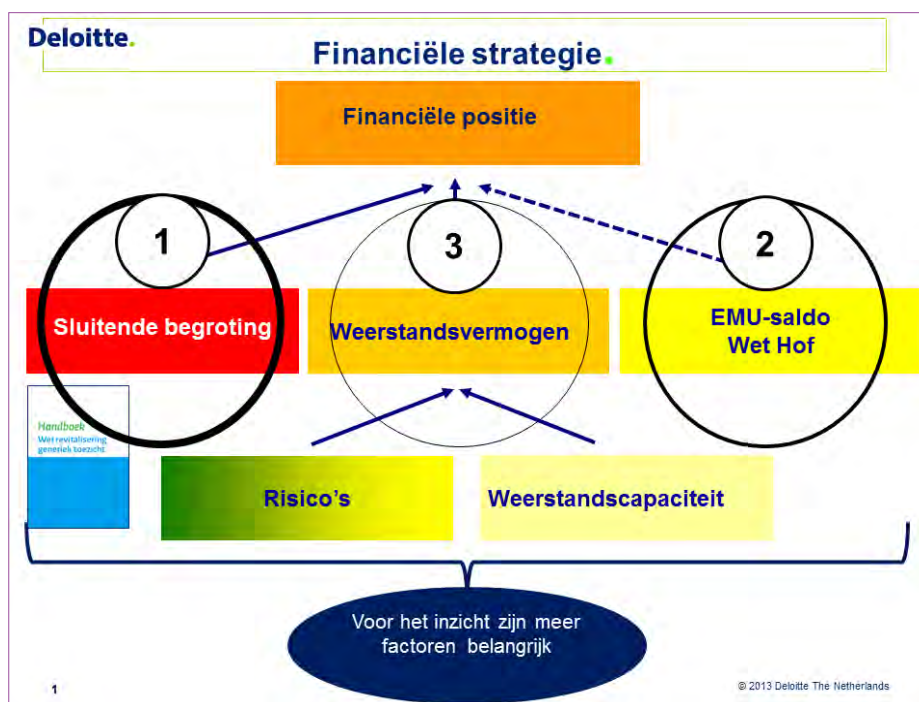 Deloitte.
Financiële strategie.
Financiële positie
1
3
2
Sluitende begroting
Weerstandsvermogen
EMU-saldo
Wet Hof
Handboek
Wet revitalisering
generiek toezicht
Risico's
Weerstandscapaciteit
Voor het inzicht zijn meer
factoren belangrijk
1
© 2013 Deloitte The Netherlands